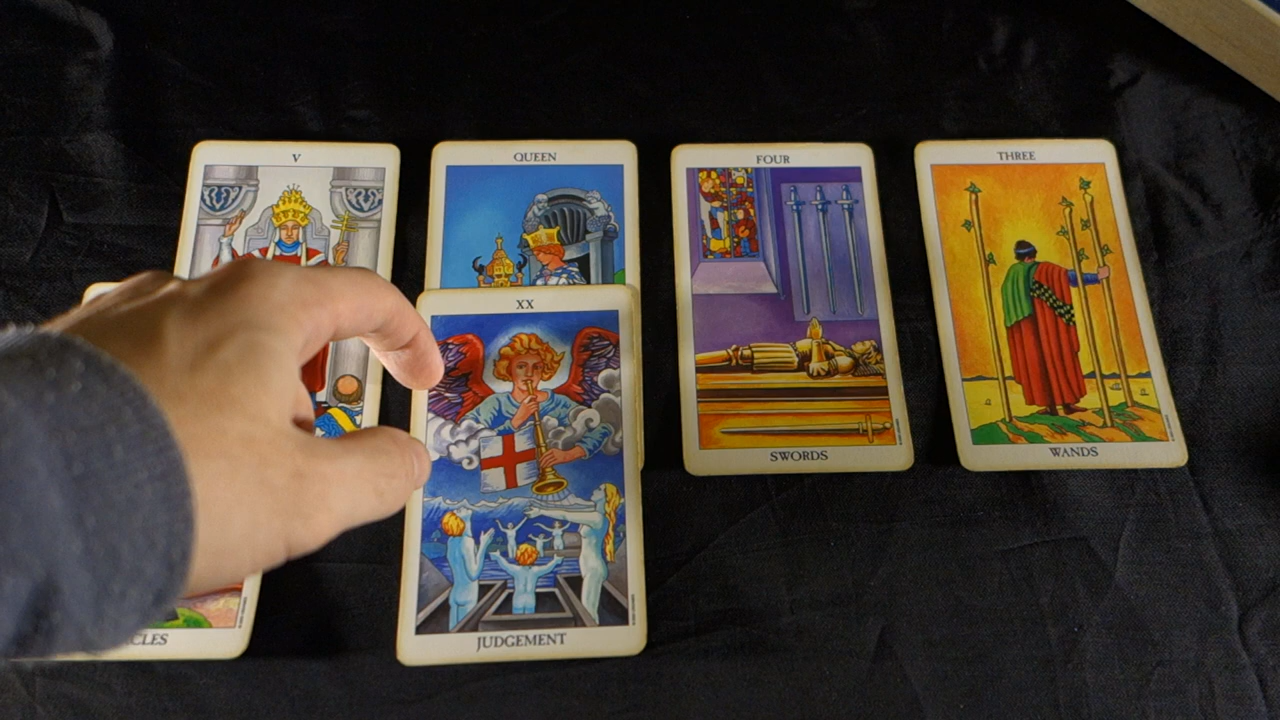 V
QUEEN
FOUR
THREE
XX
SWORDS
WANDS
CLES
JUDGEMENT